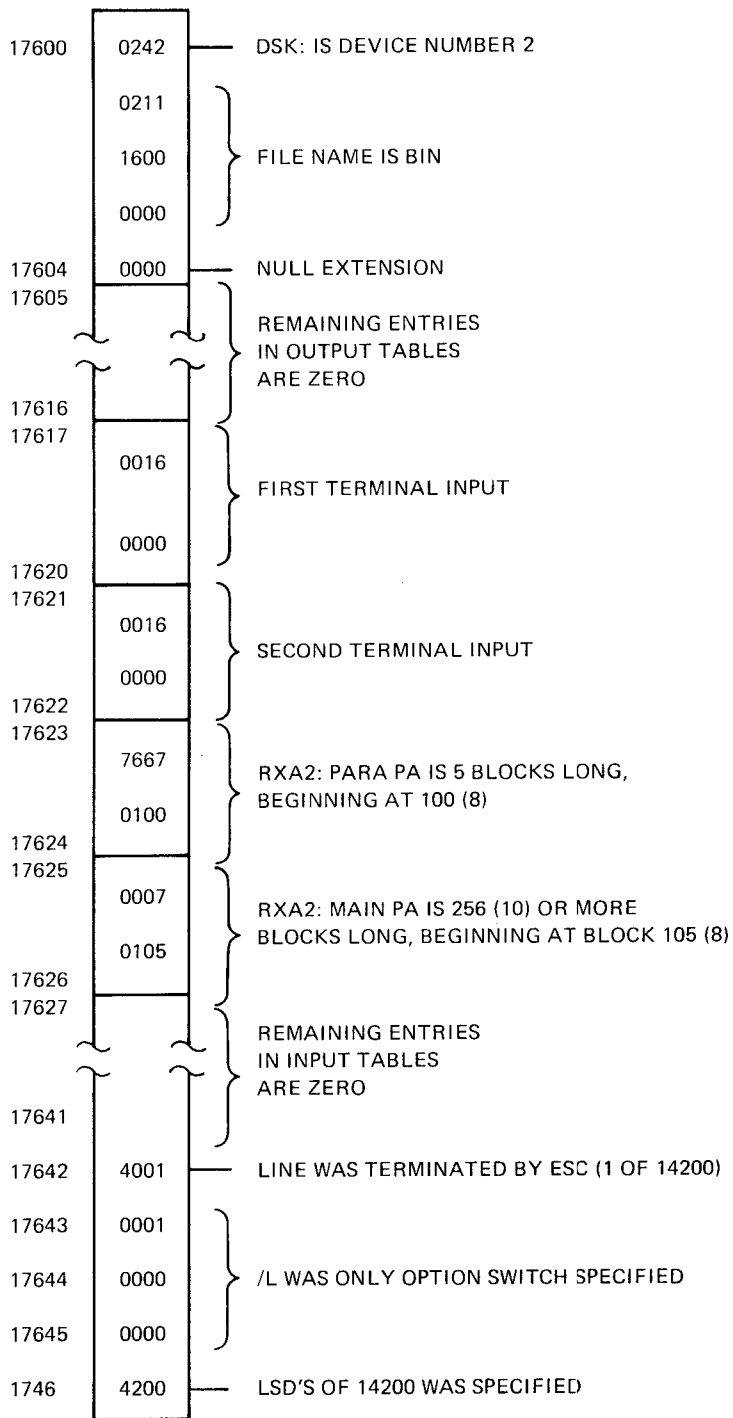 17600 0242 DSK: IS DEVICE NUMBER 2
0211
1600 FILE NAME IS BIN
0000
17604 0000 NULL EXTENSION
17605
REMAINING ENTRIES
IN OUTPUT TABLES
ARE ZERO
17616
17617
0016
FIRST TERMINAL INPUT
0000
17620
17621
0016
SECOND TERMINAL INPUT
0000
17622
17623
7667
RXA2: PARA PA IS 5 BLOCKS LONG,
0100
BEGINNING AT 100 (8)
17624
17625
0007
RXA2: MAIN PA IS 256 (10) OR MORE
0105
BLOCKS LONG, BEGINNING AT BLOCK 105 (8)
17626
17627
REMAINING ENTRIES
IN INPUT TABLES
ARE ZERO
17641
17642 4001 LINE WAS TERMINATED BY ESC (1 OF 14200)
17643 0001
17644 0000 /L WAS ONLY OPTION SWITCH SPECIFIED
17645 0000
1746 4200 LSD'S OF 14200 WAS SPECIFIED